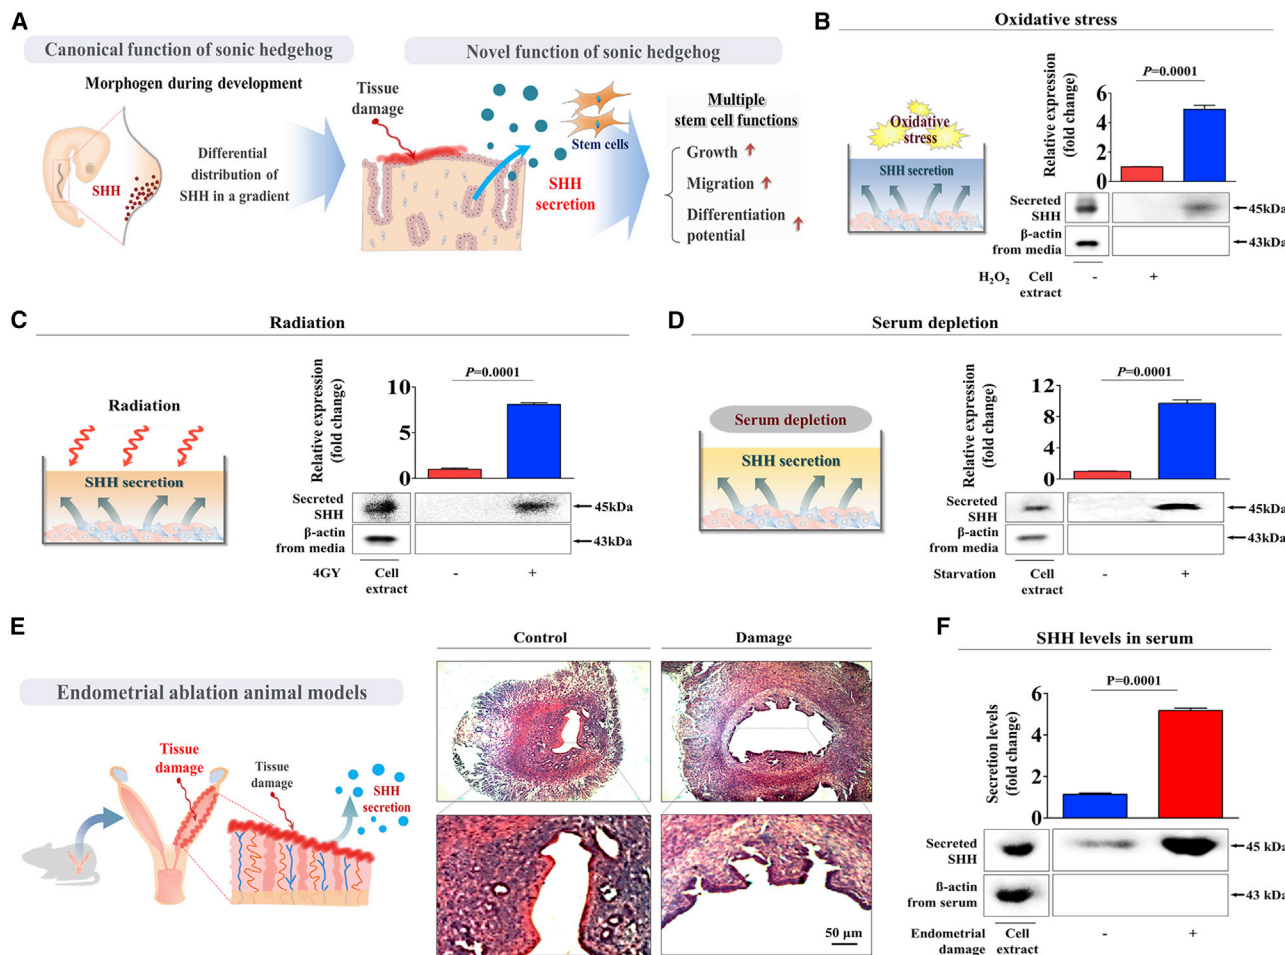 A
Canonical function of sonic hedgehog
Novel function of sonic hedgehog
Morphogen during development
SHH
Differential
distribution of
SHH in a gradient
Tissue
damage
Stem cells
SHH
secretion
Multiple
stem cell functions
Growth
Migration
Differentiation
potential
B
Oxidative stress
Oxidative
stress
SHH secretion
Relative expression
(fold change)
P=0.0001
6
4
2
0
Secreted
SHH
45kDa
β-actin
from media
43kDa
H₂O₂
Cell
extract
-
+
C
Radiation
Radiation
SHH secretion
Relative expression
(fold change)
P=0.0001
10
5
0
Secreted
SHH
45kDa
β-actin
from media
43kDa
4GY
Cell
extract
-
+
D
Serum depletion
Serum depletion
SHH secretion
Relative expression
(fold change)
P=0.0001
12
8
4
0
Secreted
SHH
45kDa
β-actin
from media
43kDa
Starvation
Cell
extract
-
+
E
Endometrial ablation animal models
Tissue
damage
Tissue
damage
SHH
secretion
Control
Damage
50 µm
F
SHH levels in serum
Secretion levels
(fold change)
P=0.0001
6
4
2
0
Secreted
SHH
45 kDa
ß-actin
from serum
43 kDa
Endometrial
damage
Cell
extract
-
+